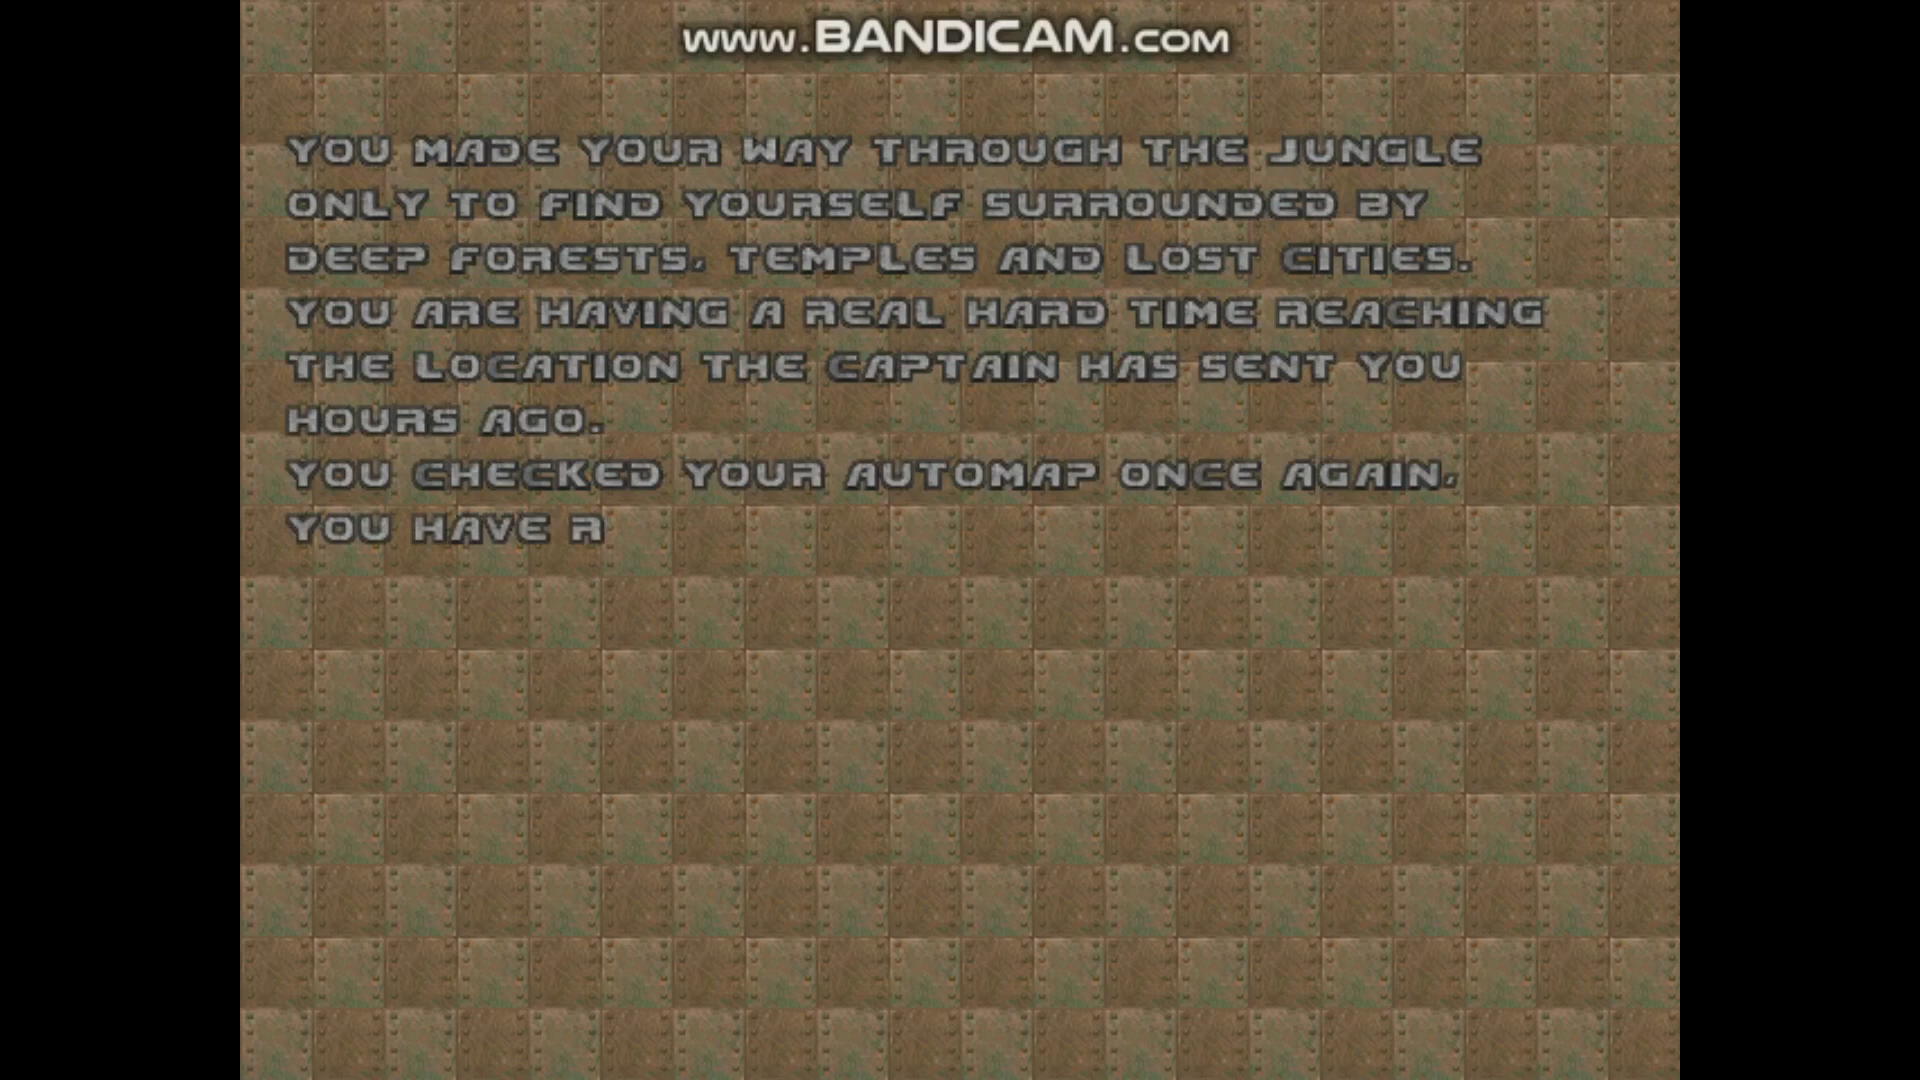 www.BANDICAM.com
YOU MADE YOUR WAY THROUGH THE JUNGLE
ONLY TO FIND YOURSELF SURROUNDED BY
DEEP FORESTS, TEMPLES AND LOST CITIES.
YOU ARE HAVING A REAL HARD TIME REACHING
THE LOCATION THE CAPTAIN HAS SENT YOU
HOURS AGO.
YOU CHECKED YOUR AUTOMAP ONCE AGAIN,
YOU HAVE R